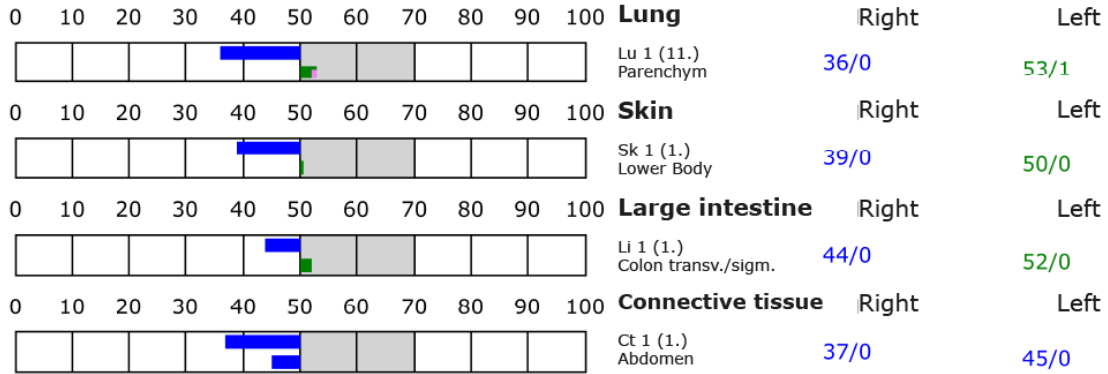 0 10 20 30 40 50 60 70 80 90 100 Lung Right Left
Lu 1 (11.) 36/0 53/1
Parenchym
0 10 20 30 40 50 60 70 80 90 100 Skin Right Left
Sk 1 (1.) 39/0 50/0
Lower Body
0 10 20 30 40 50 60 70 80 90 100 Large intestine Right Left
Li 1 (1.) 44/0 52/0
Colon transv./sigm.
0 10 20 30 40 50 60 70 80 90 100 Connective tissue Right Left
Ct 1 (1.) 37/0 45/0
Abdomen